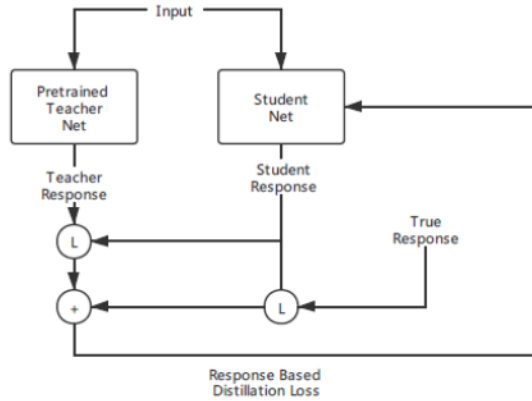 Input
Pretrained
Teacher
Net
Student
Net
Teacher
Response
Student
Response
True
Response
L
+
L
Response Based
Distillation Loss